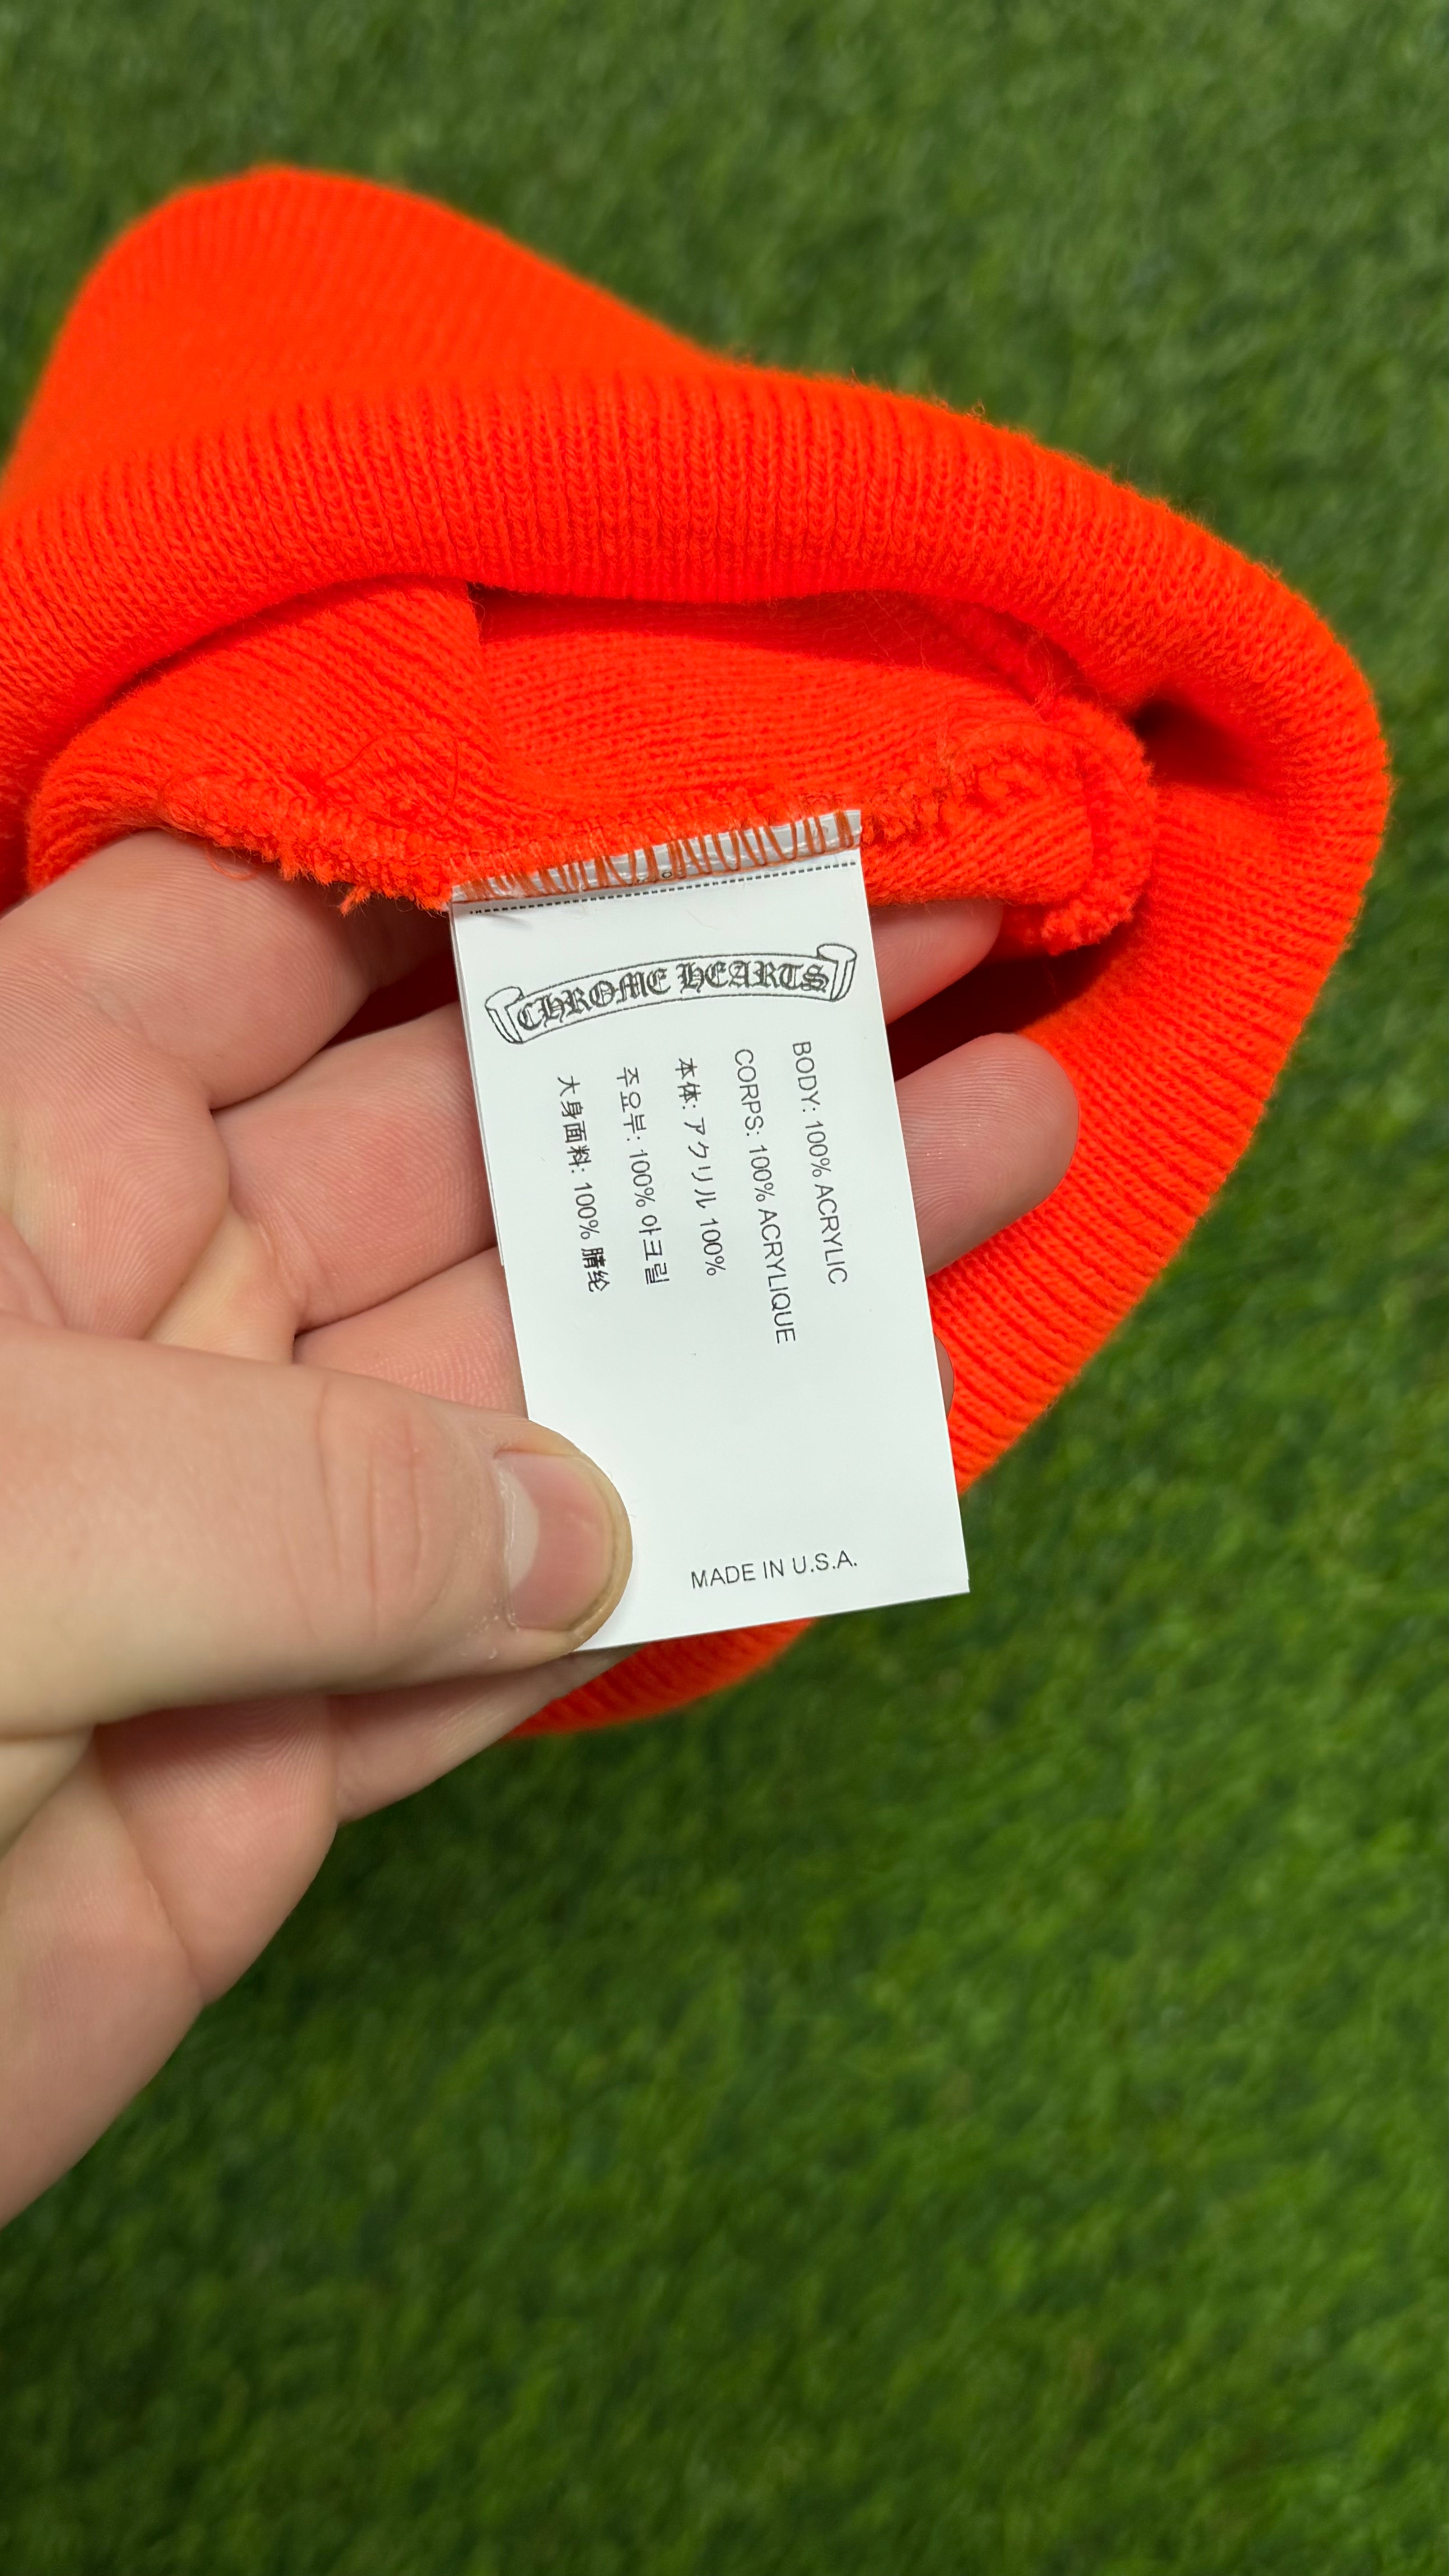 CHROME HEARTS
BODY: 100% ACRYLIC
CORPS: 100% ACRYLIQUE
本体: アクリル 100%
주요부: 100% 아크릴
大身面料: 100% 腈纶
MADE IN U.S.A.